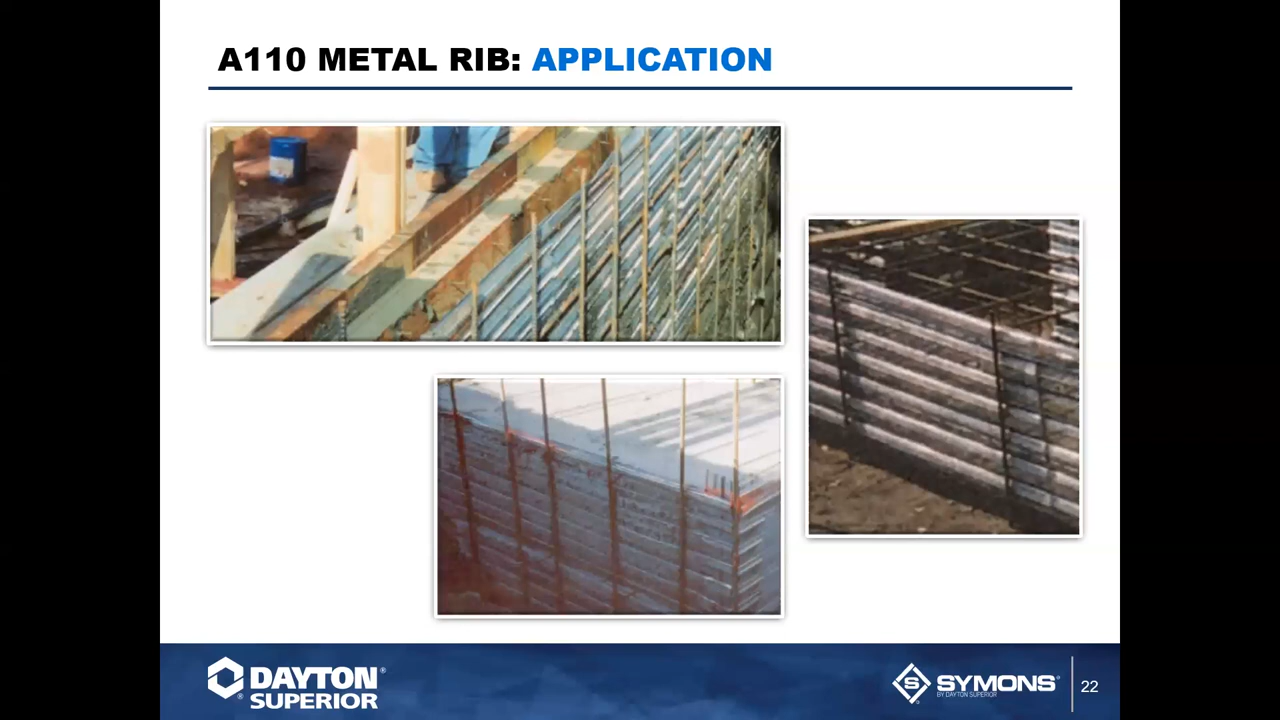 A110 METAL RIB: APPLICATION
DAYTON
SUPERIOR
SYMONS
BY DAYTON SUPERIOR
22